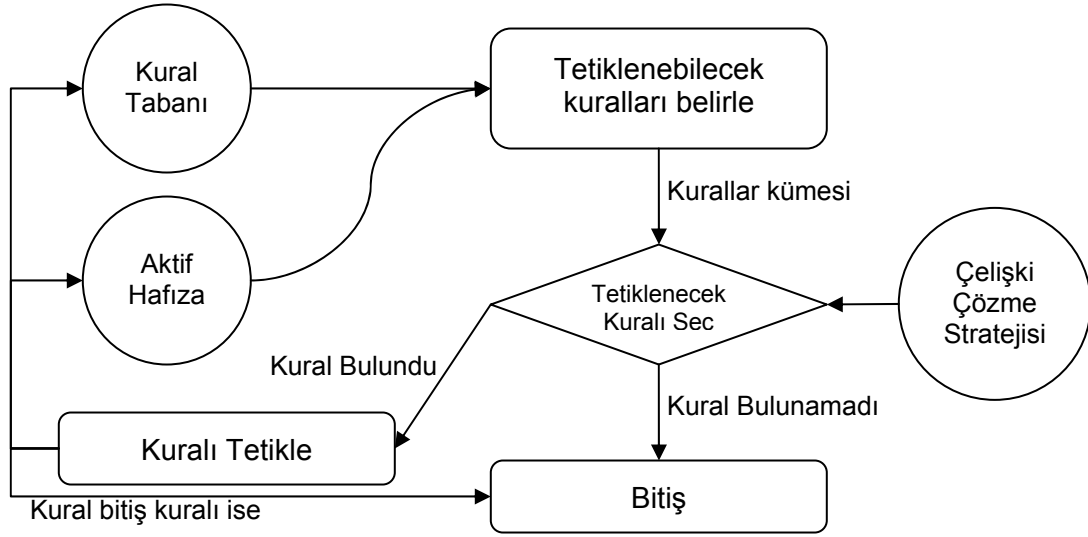 Kural
Tabanı
Tetiklenebilecek
kuralları belirle
Kurallar kümesi
Aktif
Hafıza
Tetiklenecek
Kuralı Sec
Çelişki
Çözme
Stratejisi
Kural Bulundu
Kural Bulunamadı
Kuralı Tetikle
Bitiş
Kural bitiş kuralı ise